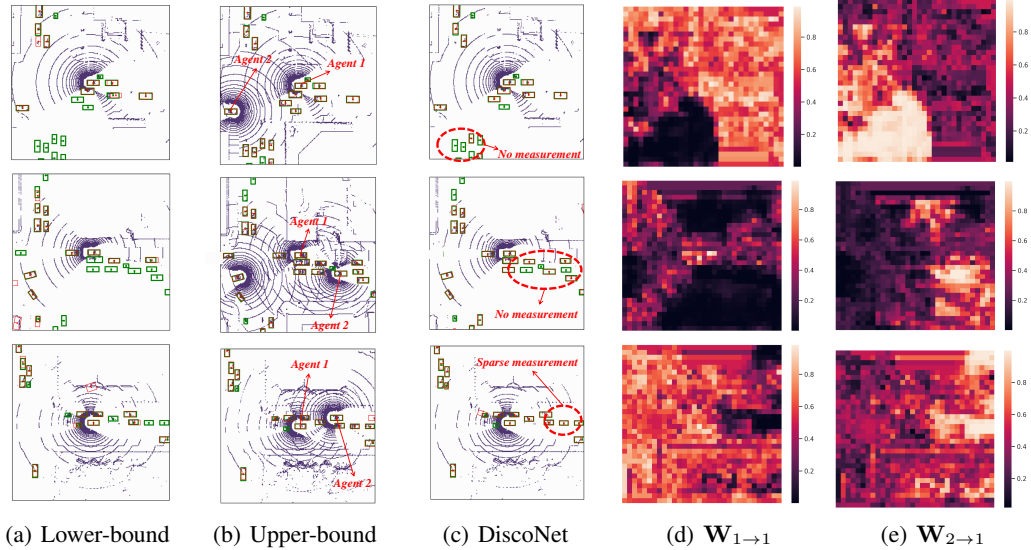 Agent 2
Agent 1
No measurement
0.8
0.6
0.4
0.2
0.8
0.6
0.4
0.2
Agent 1
Agent 2
No measurement
0.8
0.6
0.4
0.2
0.8
0.6
0.4
0.2
Agent 1
Agent 2
Sparse measurement
0.8
0.6
0.4
0.2
0.8
0.6
0.4
0.2
(a) Lower-bound
(b) Upper-bound
(c) DiscoNet
(d) W₁→₁
(e) W₂→₁